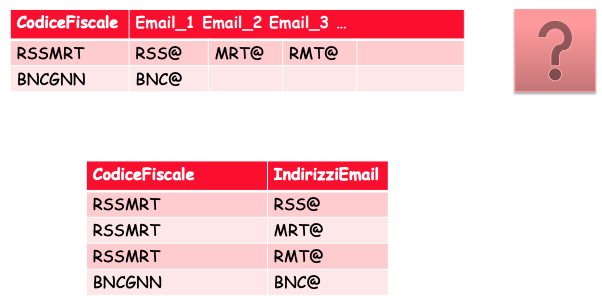 CodiceFiscale Email_1 Email_2 Email_3 ...
RSSMRT RSS@ MRT@ RMT@
BNCGNN BNC@
?
CodiceFiscale IndirizziEmail
RSSMRT RSS@
RSSMRT MRT@
RSSMRT RMT@
BNCGNN BNC@